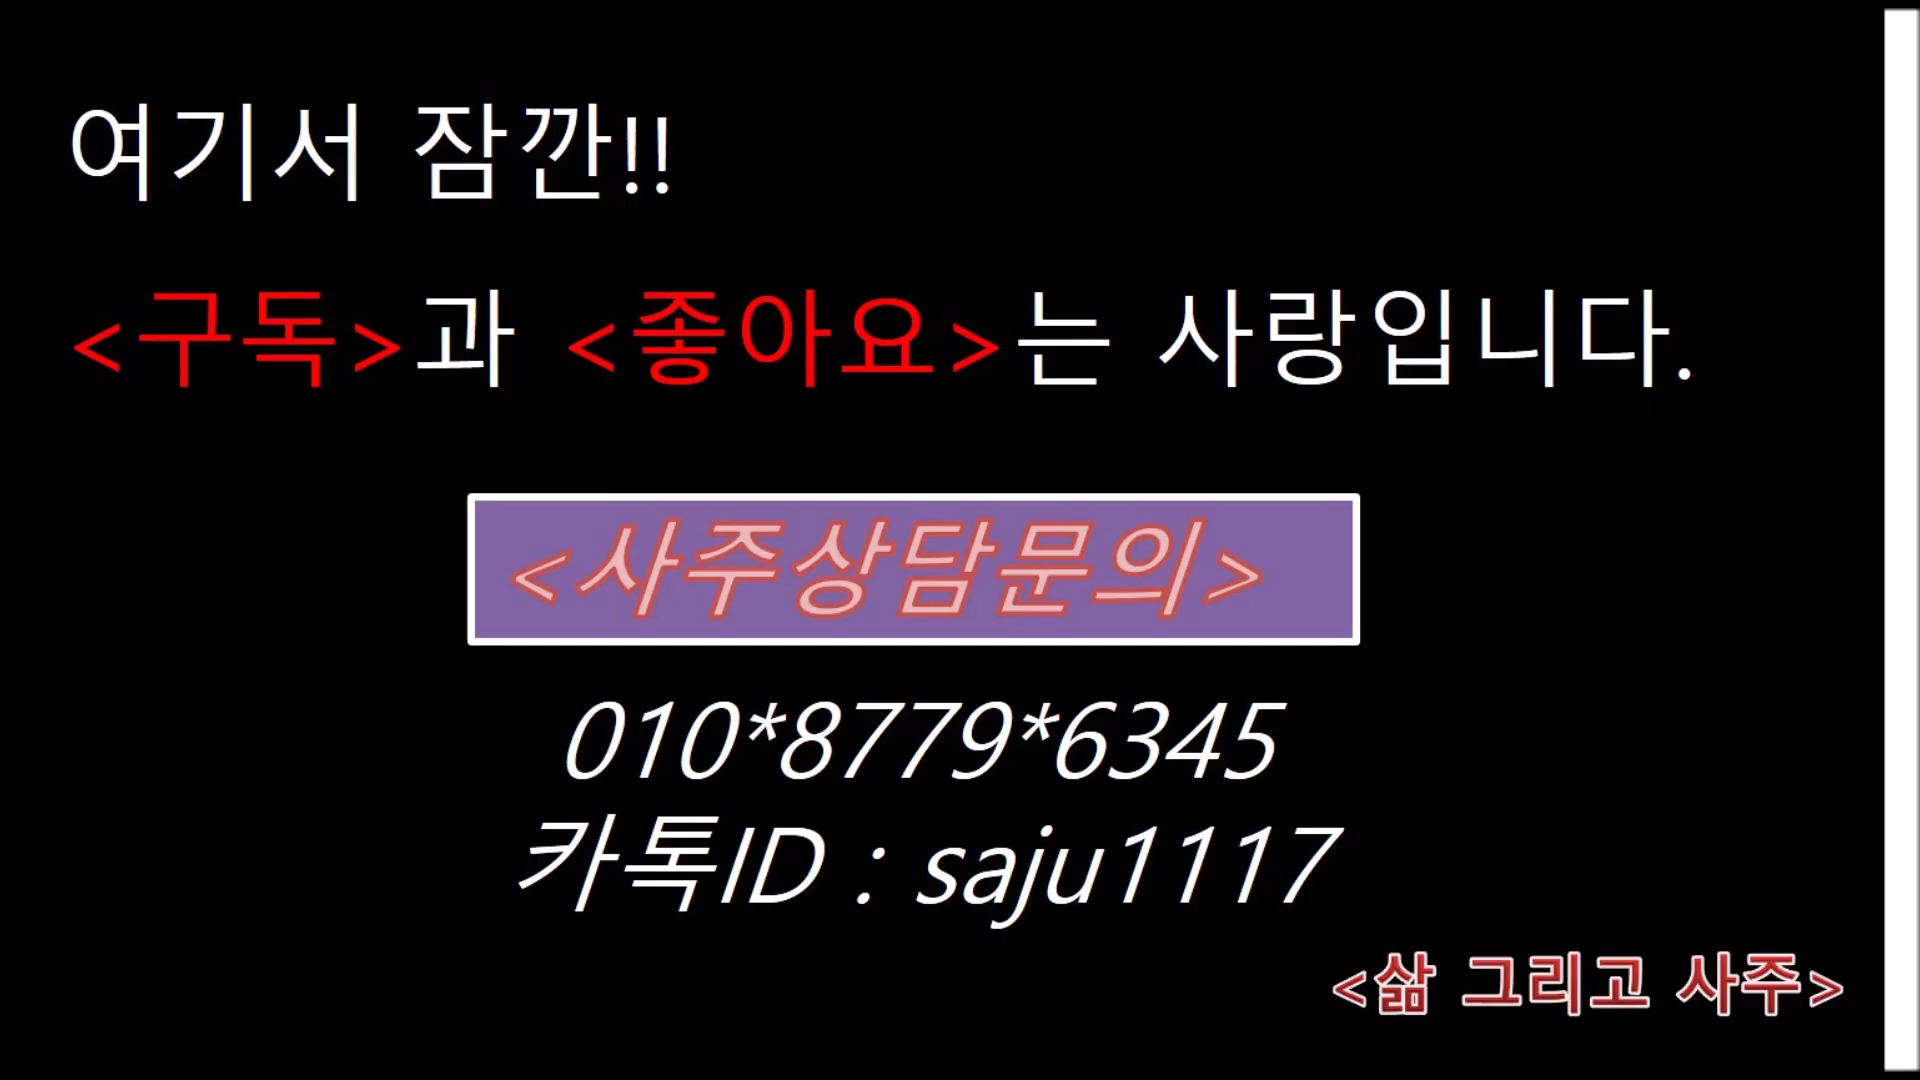 여기서 잠깐!!
<구독>과 <좋아요>는 사랑입니다.
<사주상담문의>
010*8779*6345
카톡ID : saju1117
<삶 그리고 사주>